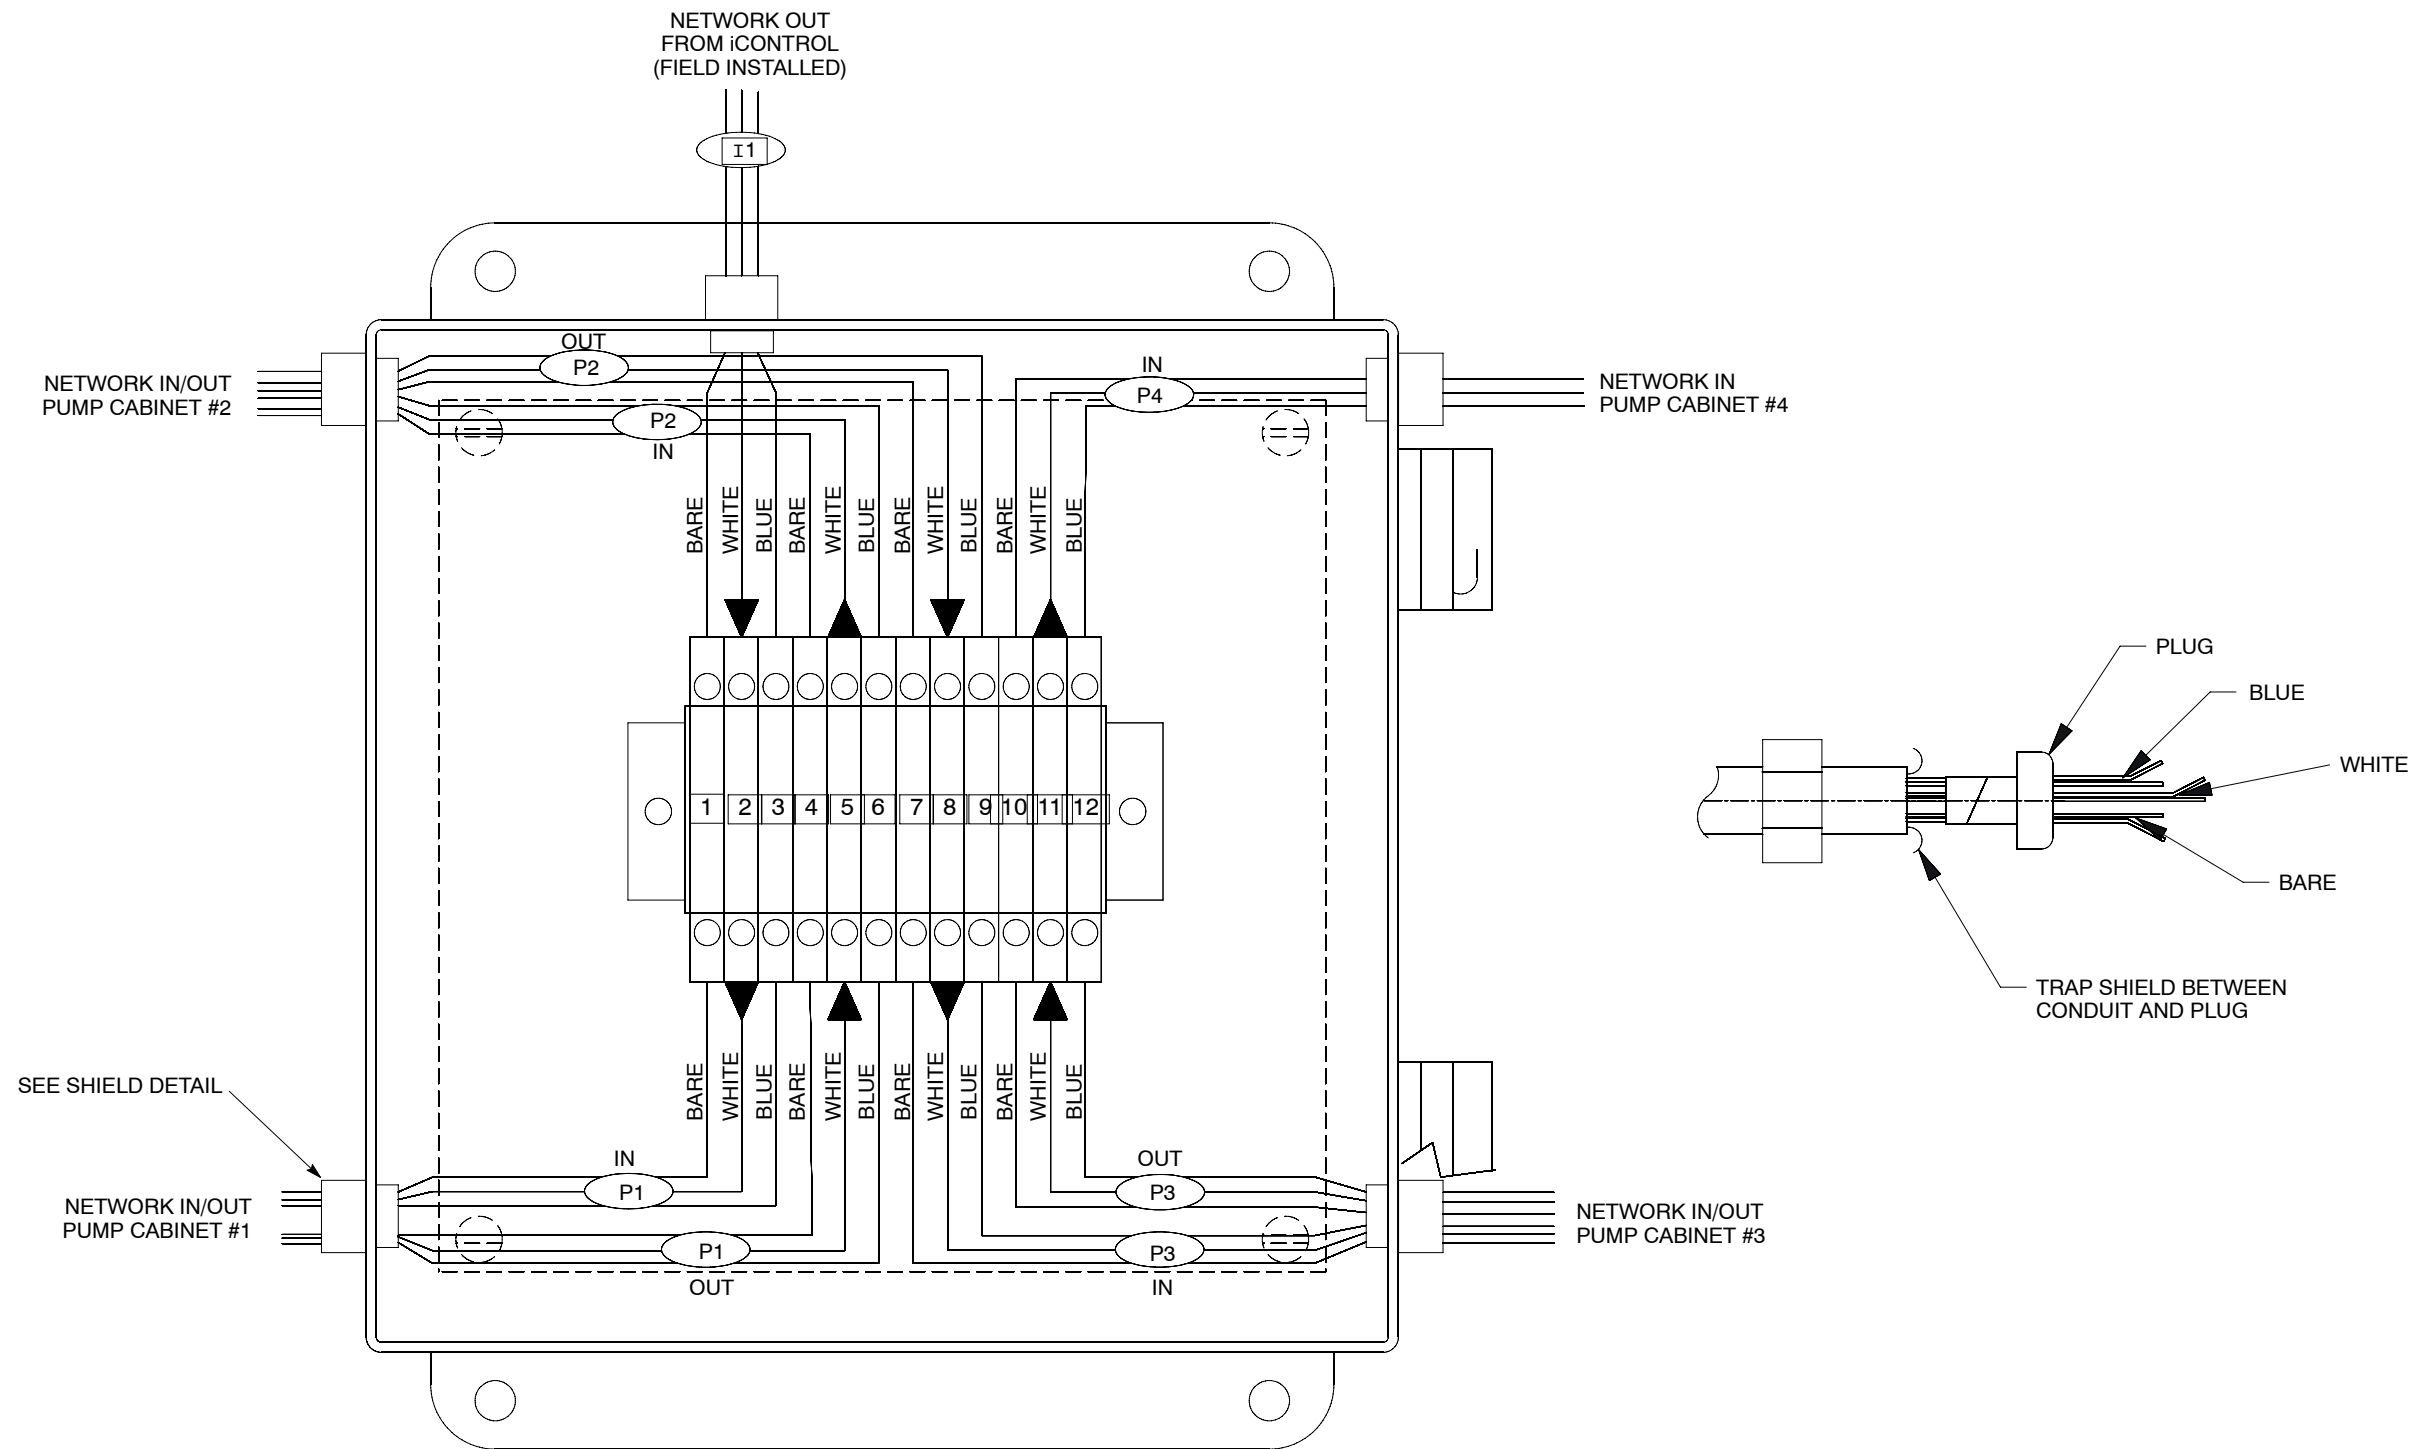 NETWORK OUT
FROM iCONTROL
(FIELD INSTALLED)
I1
OUT
P2
NETWORK IN/OUT
PUMP CABINET #2
P2
IN
IN
P4
NETWORK IN
PUMP CABINET #4
BARE
WHITE
BLUE
BARE
WHITE
BLUE
BARE
WHITE
BLUE
BARE
WHITE
BLUE
1 2 3 4 5 6 7 8 9 10 11 12
BARE
WHITE
BLUE
BARE
WHITE
BLUE
BARE
WHITE
BLUE
BARE
WHITE
BLUE
SEE SHIELD DETAIL
IN
P1
NETWORK IN/OUT
PUMP CABINET #1
P1
OUT
OUT
P3
P3
IN
NETWORK IN/OUT
PUMP CABINET #3
PLUG
BLUE
WHITE
BARE
TRAP SHIELD BETWEEN
CONDUIT AND PLUG